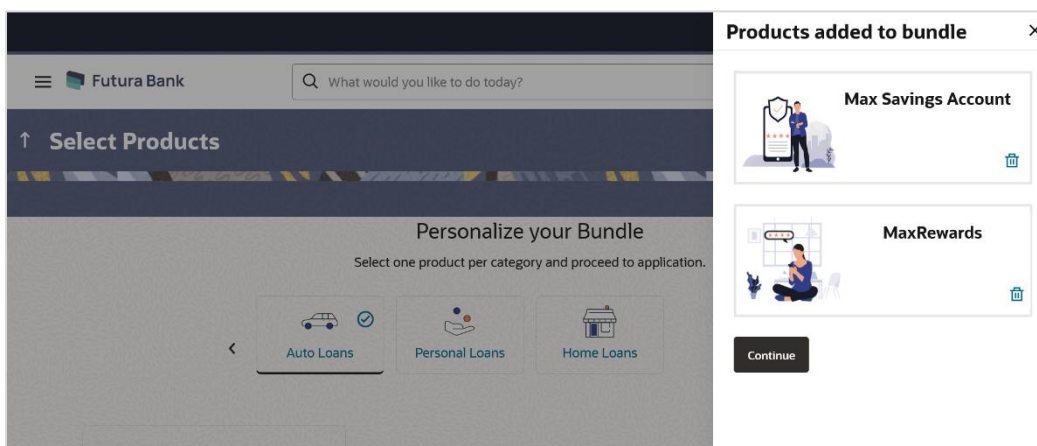 Products added to bundle
Futura Bank
What would you like to do today?
Select Products
Personalize your Bundle
Select one product per category and proceed to application.
Auto Loans
Personal Loans
Home Loans
Max Savings Account
MaxRewards
Continue